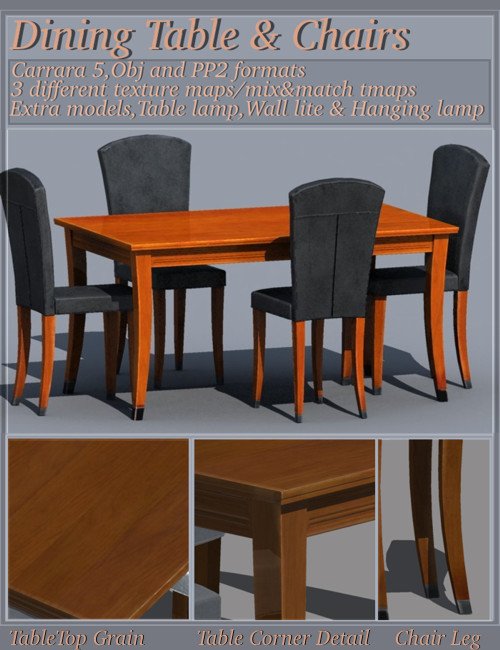 Dining Table & Chairs
Carrara 5,Obj and PP2 formats
3 different texture maps/mix&match tmaps
Extra models,Table lamp,Wall lite & Hanging lamp
TableTop Grain
Table Corner Detail
Chair Leg